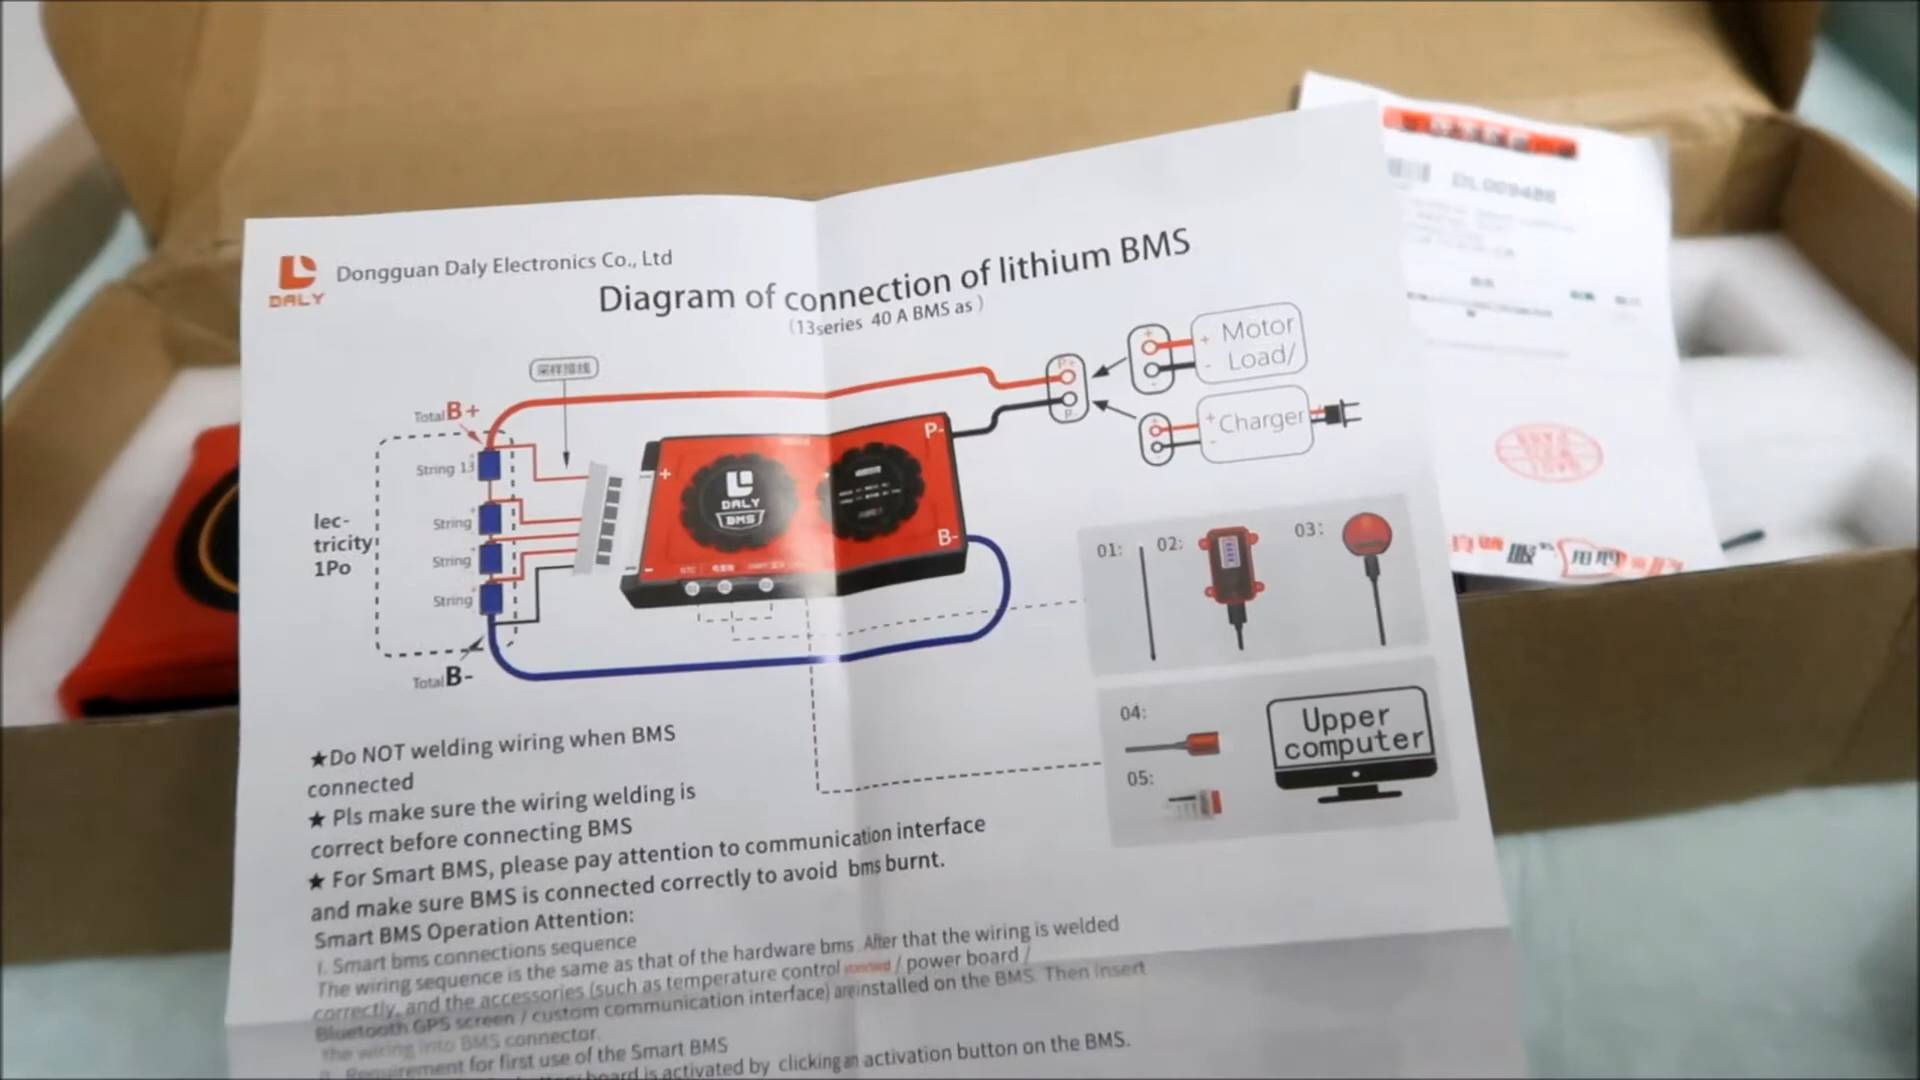 DALY
Dongguan Daly Electronics Co., Ltd
Diagram of connection of lithium BMS
(13series 40 A BMS as )
采样排线
Total B+
String 13
String
String
String
lec-
tricity
1Po
Total B-
+
-
DALY
BMS
P-
B-
P+
P-
+ Motor
- Load/
+ Charger
-
01: 02: 03:
04:
05:
Upper
computer
DL009486
★Do NOT welding wiring when BMS
connected
★ Pls make sure the wiring welding is
correct before connecting BMS
★ For Smart BMS, please pay attention to communication interface
and make sure BMS is connected correctly to avoid bms burnt.
Smart BMS Operation Attention:
I. Smart bms connections sequence
The wiring sequence is the same as that of the hardware bms. After that the wiring is welded
correctly, and the accessories (such as temperature control / power board /
Bluetooth GPS screen / custom communication interface) areinstalled on the BMS. Then insert
the wiring into BMS connector.
Requirement for first use of the Smart BMS
board is activated by clicking an activation button on the BMS.